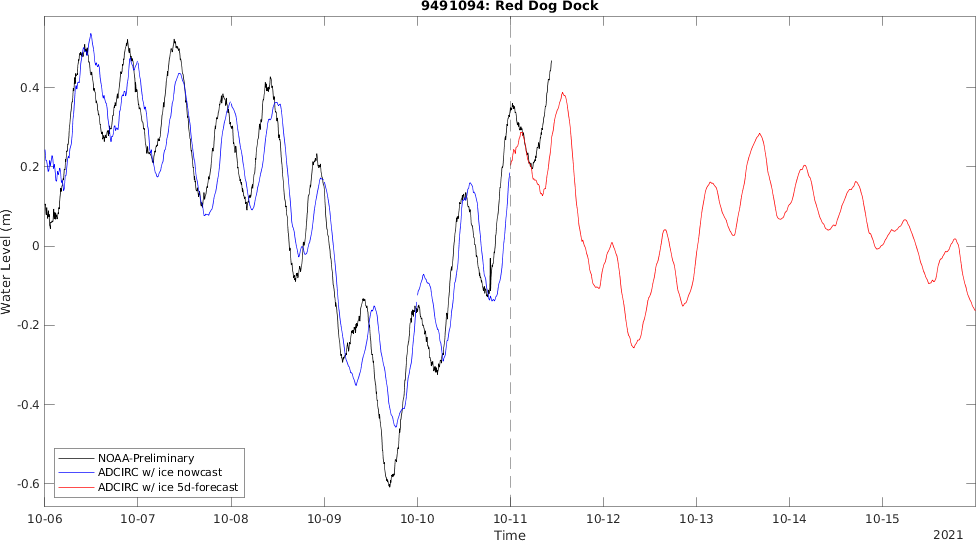 9491094: Red Dog Dock
Water Level (m)
0.4
0.2
0
-0.2
-0.4
-0.6
NOAA-Preliminary
ADCIRC w/ ice nowcast
ADCIRC w/ ice 5d-forecast
10-06 10-07 10-08 10-09 10-10 10-11 10-12 10-13 10-14 10-15
Time
2021